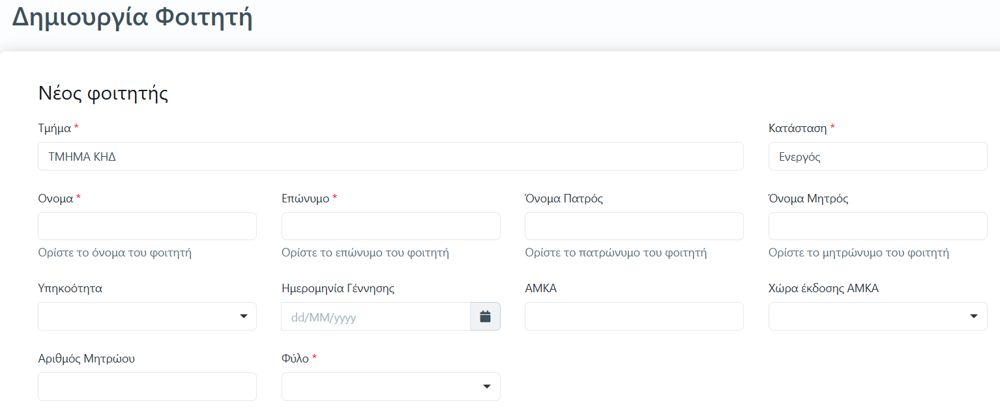 Δημιουργία Φοιτητή
Νέος φοιτητής
Τμήμα * Κατάσταση *
ΤΜΗΜΑ ΚΗΔ Ενεργός
Ονομα * Επώνυμο * Όνομα Πατρός Όνομα Μητρός
Ορίστε το όνομα του φοιτητή Ορίστε το επώνυμο του φοιτητή Ορίστε το πατρώνυμο του φοιτητή Ορίστε το μητρώνυμο του φοιτητή
Υπηκοότητα Ημερομηνία Γέννησης ΑΜΚΑ Χώρα έκδοσης ΑΜΚΑ
dd/MM/yyyy
Αριθμός Μητρώου Φύλο *